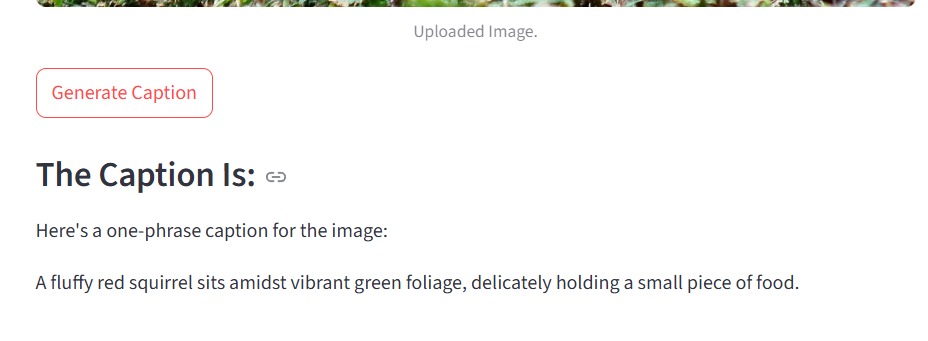 Uploaded Image.
Generate Caption
The Caption Is:
Here's a one-phrase caption for the image:
A fluffy red squirrel sits amidst vibrant green foliage, delicately holding a small piece of food.